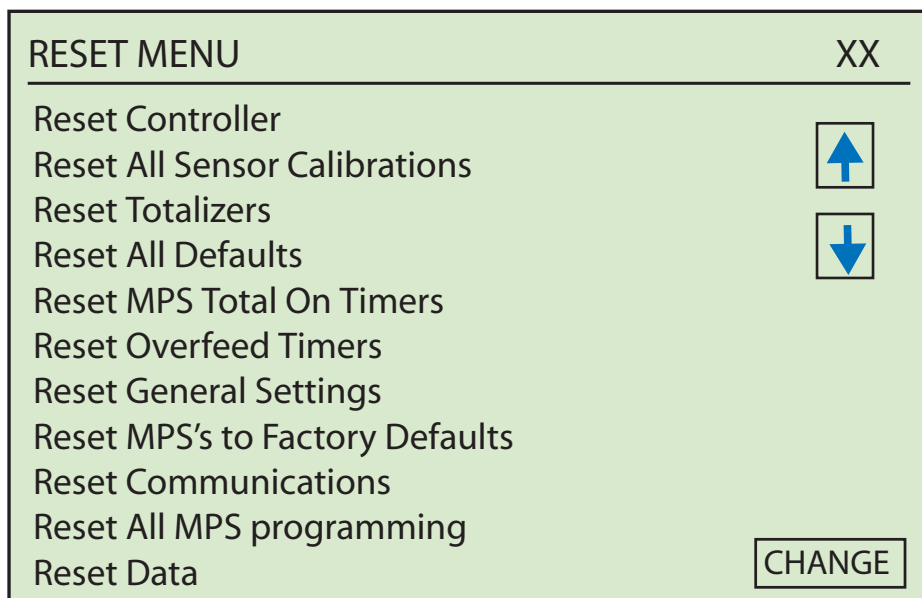 RESET MENU XX
Reset Controller
Reset All Sensor Calibrations
Reset Totalizers
Reset All Defaults
Reset MPS Total On Timers
Reset Overfeed Timers
Reset General Settings
Reset MPS's to Factory Defaults
Reset Communications
Reset All MPS programming
Reset Data
CHANGE